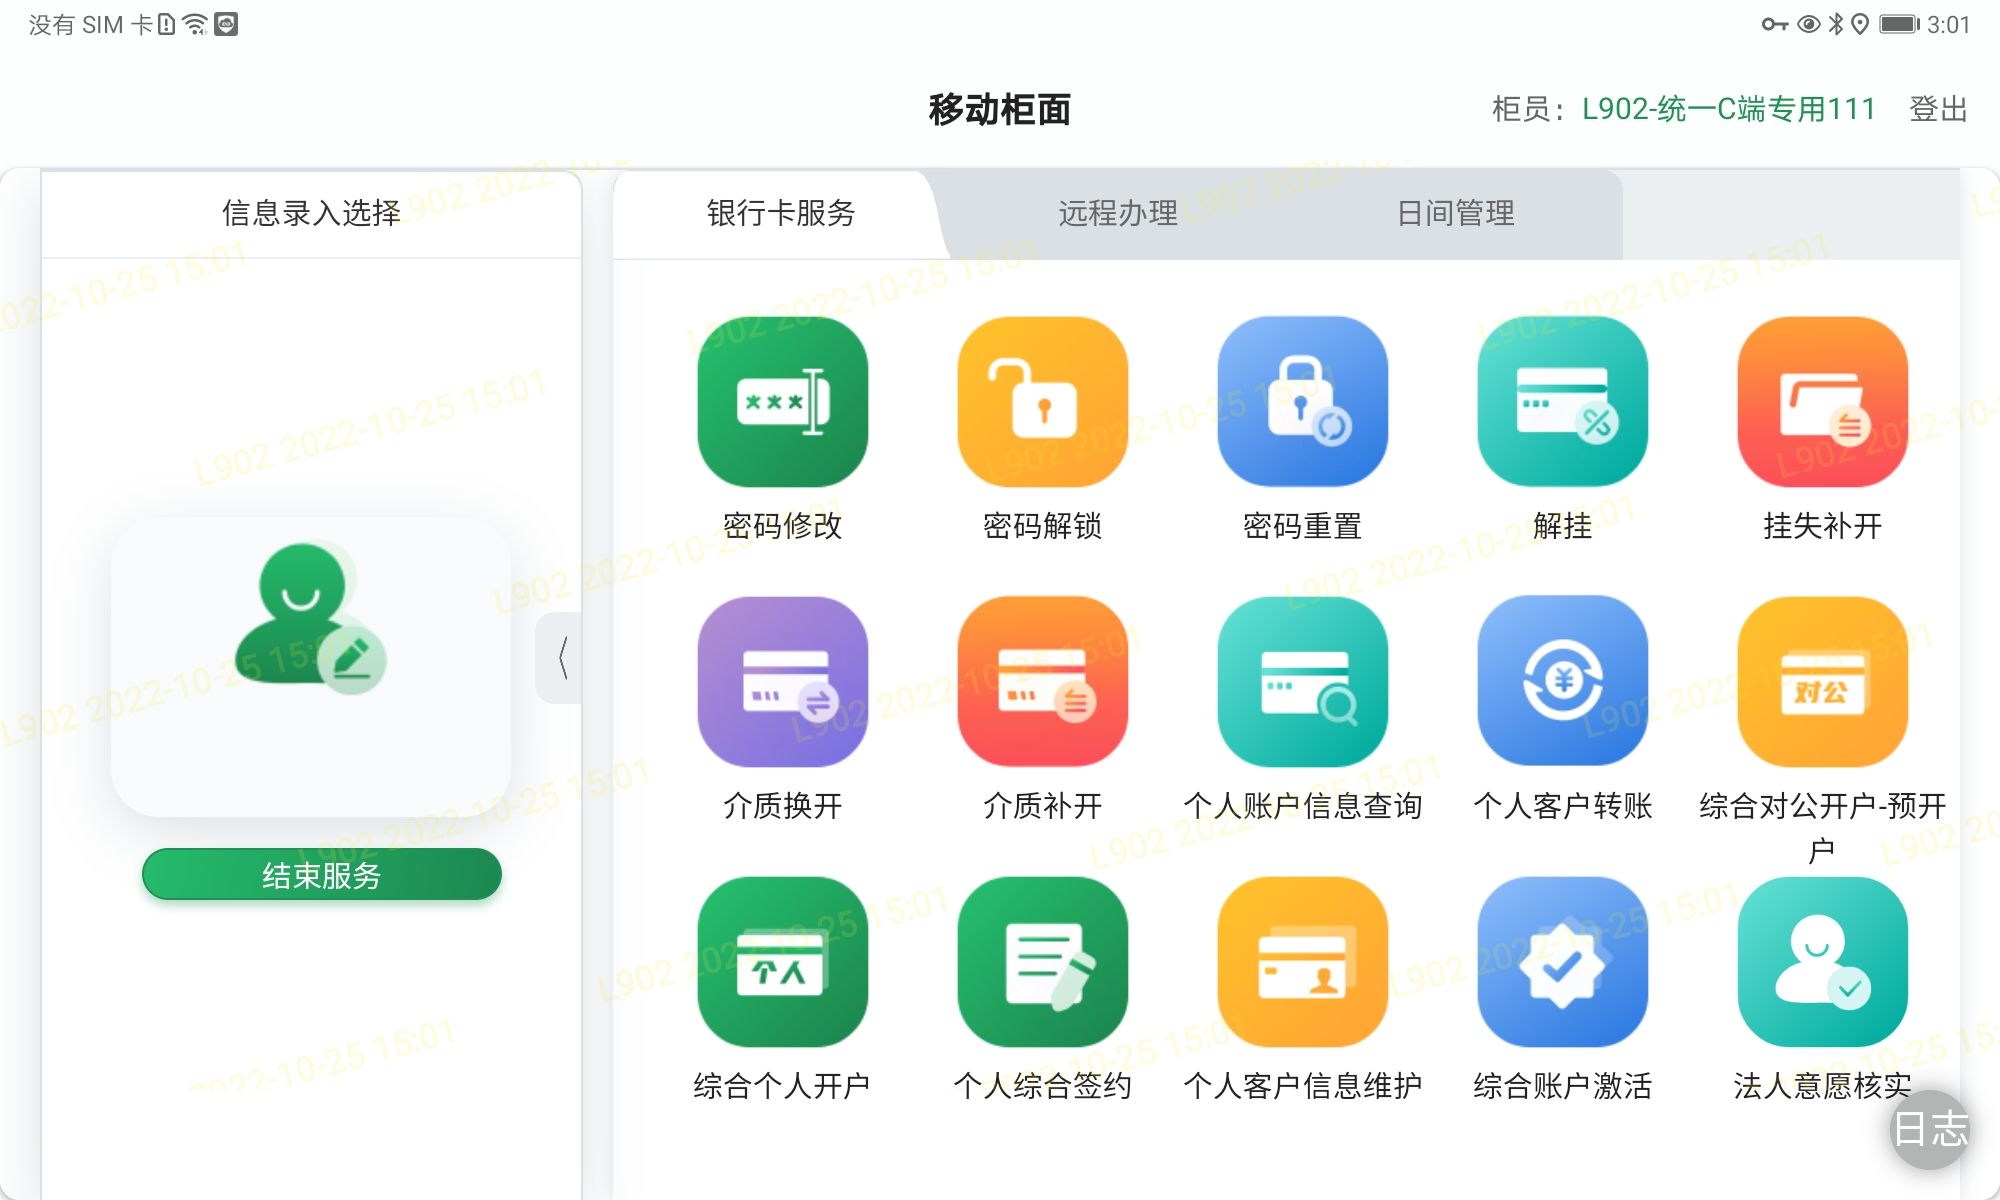 没有 SIM 卡
3:01
移动柜面
柜员：L902-统一C端专用111
登出
信息录入选择
银行卡服务
远程办理
日间管理
密码修改
密码解锁
密码重置
解挂
挂失补开
对公
介质换开
介质补开
个人账户信息查询
个人客户转账
综合对公开户-预开
户
结束服务
个人
综合个人开户
个人综合签约
个人客户信息维护
综合账户激活
法人意愿核实
日志
L902 2022-10-25 15:01